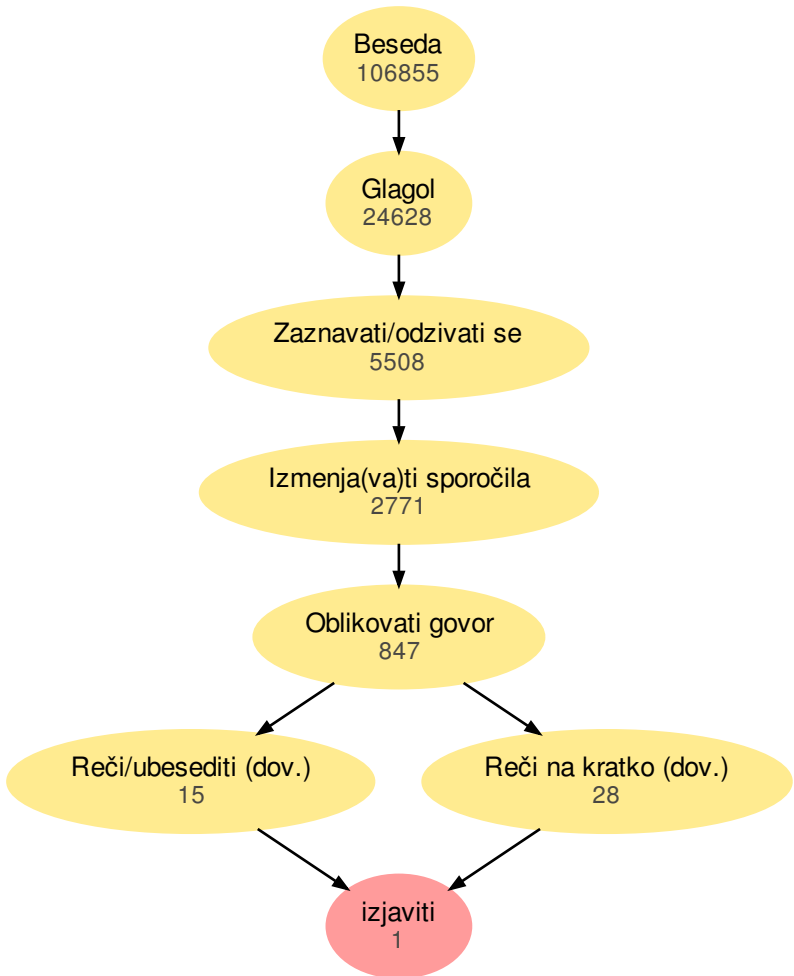 Beseda
106855
Glagol
24628
Zaznavati/odzivati se
5508
Izmenja(va)ti sporočila
2771
Oblikovati govor
847
Reči/ubesediti (dov.)
15
Reči na kratko (dov.)
28
izjaviti
1